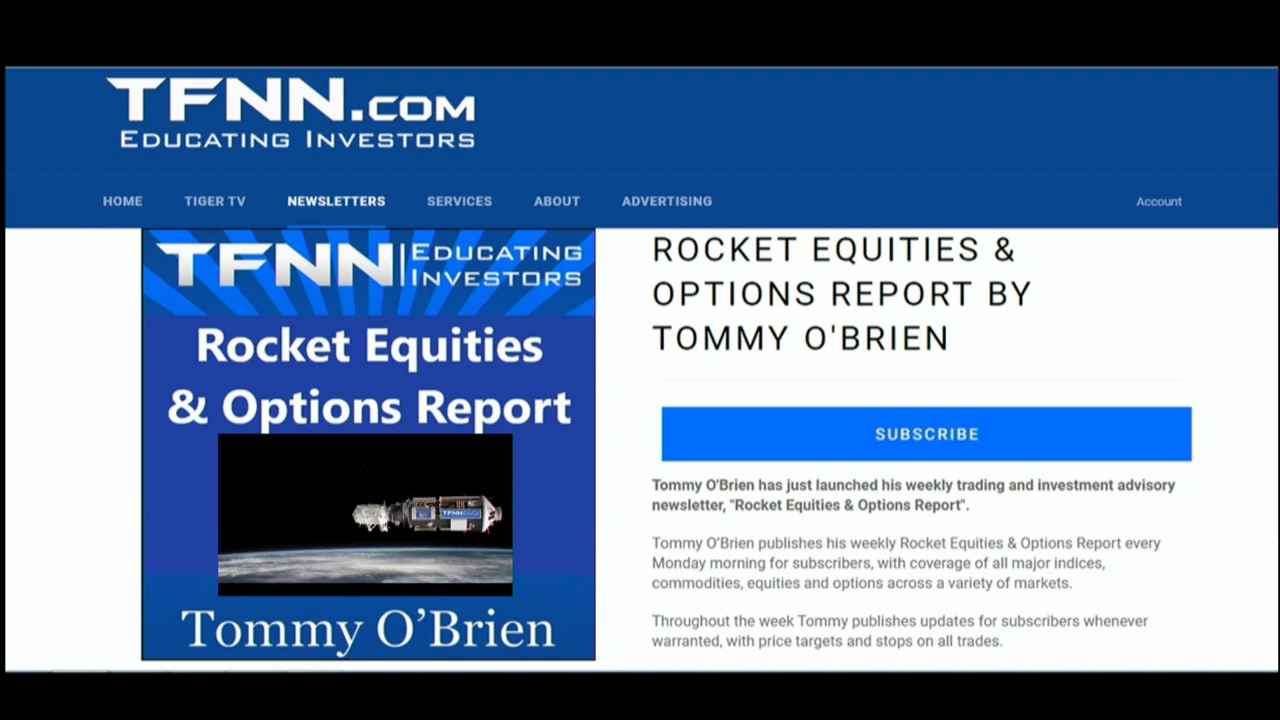 TFNN.COM
EDUCATING INVESTORS
HOME TIGER TV NEWSLETTERS SERVICES ABOUT ADVERTISING Account
TFNN EDUCATING
INVESTORS
Rocket Equities
& Options Report
TFNN
Tommy O’Brien
ROCKET EQUITIES &
OPTIONS REPORT BY
TOMMY O'BRIEN
SUBSCRIBE
Tommy O'Brien has just launched his weekly trading and investment advisory
newsletter, "Rocket Equities & Options Report".
Tommy O'Brien publishes his weekly Rocket Equities & Options Report every
Monday morning for subscribers, with coverage of all major indices,
commodities, equities and options across a variety of markets.
Throughout the week Tommy publishes updates for subscribers whenever
warranted, with price targets and stops on all trades.